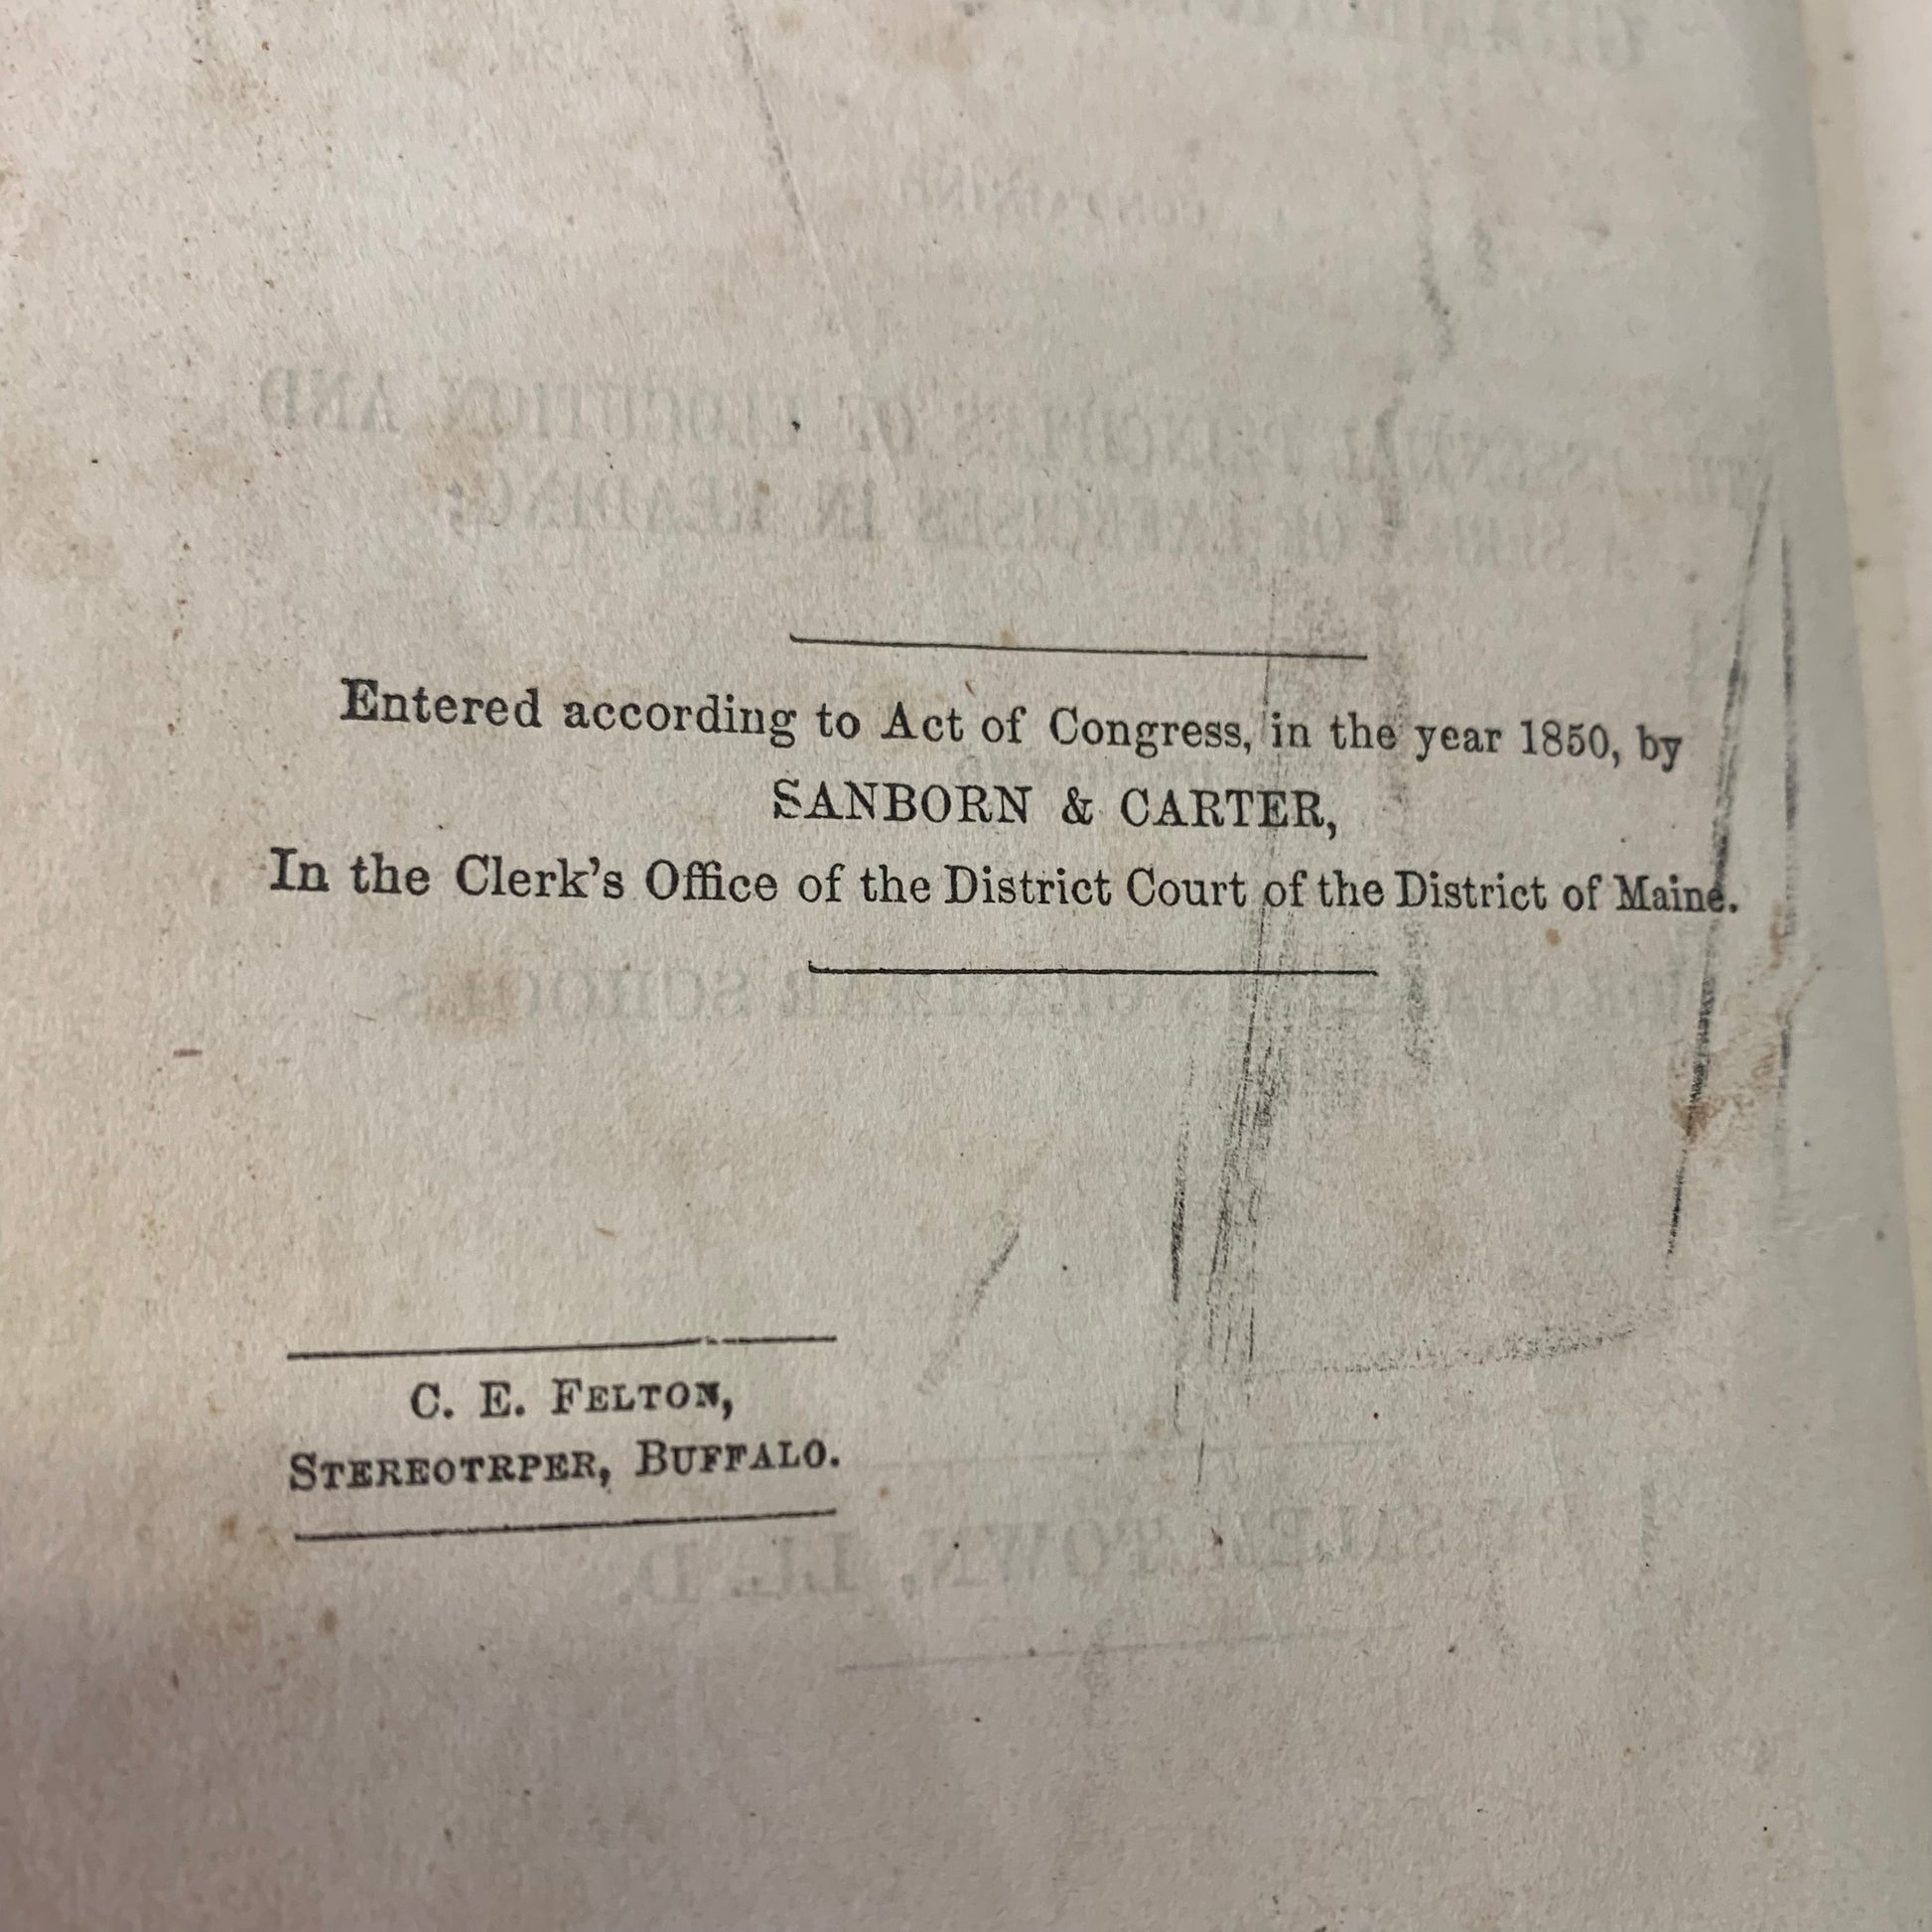 Entered according to Act of Congress, in the year 1850, by
SANBORN & CARTER,
In the Clerk's Office of the District Court of the District of Maine.
C. E. FELTON,
STEREOTRPER, BUFFALO.